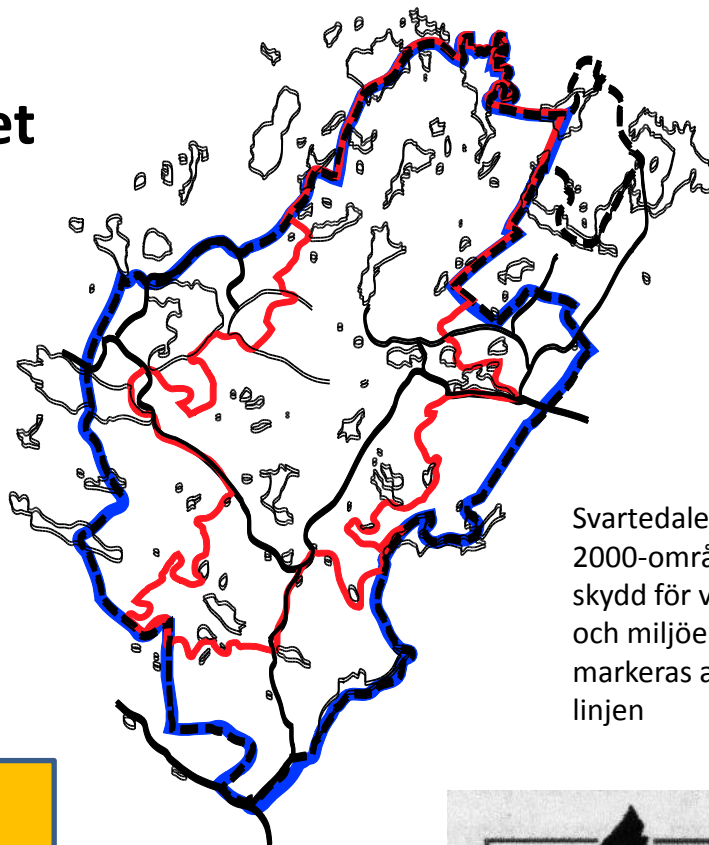 et
Svartedale
2000-områ
skydd för v
och miljöe
markeras a
linjen